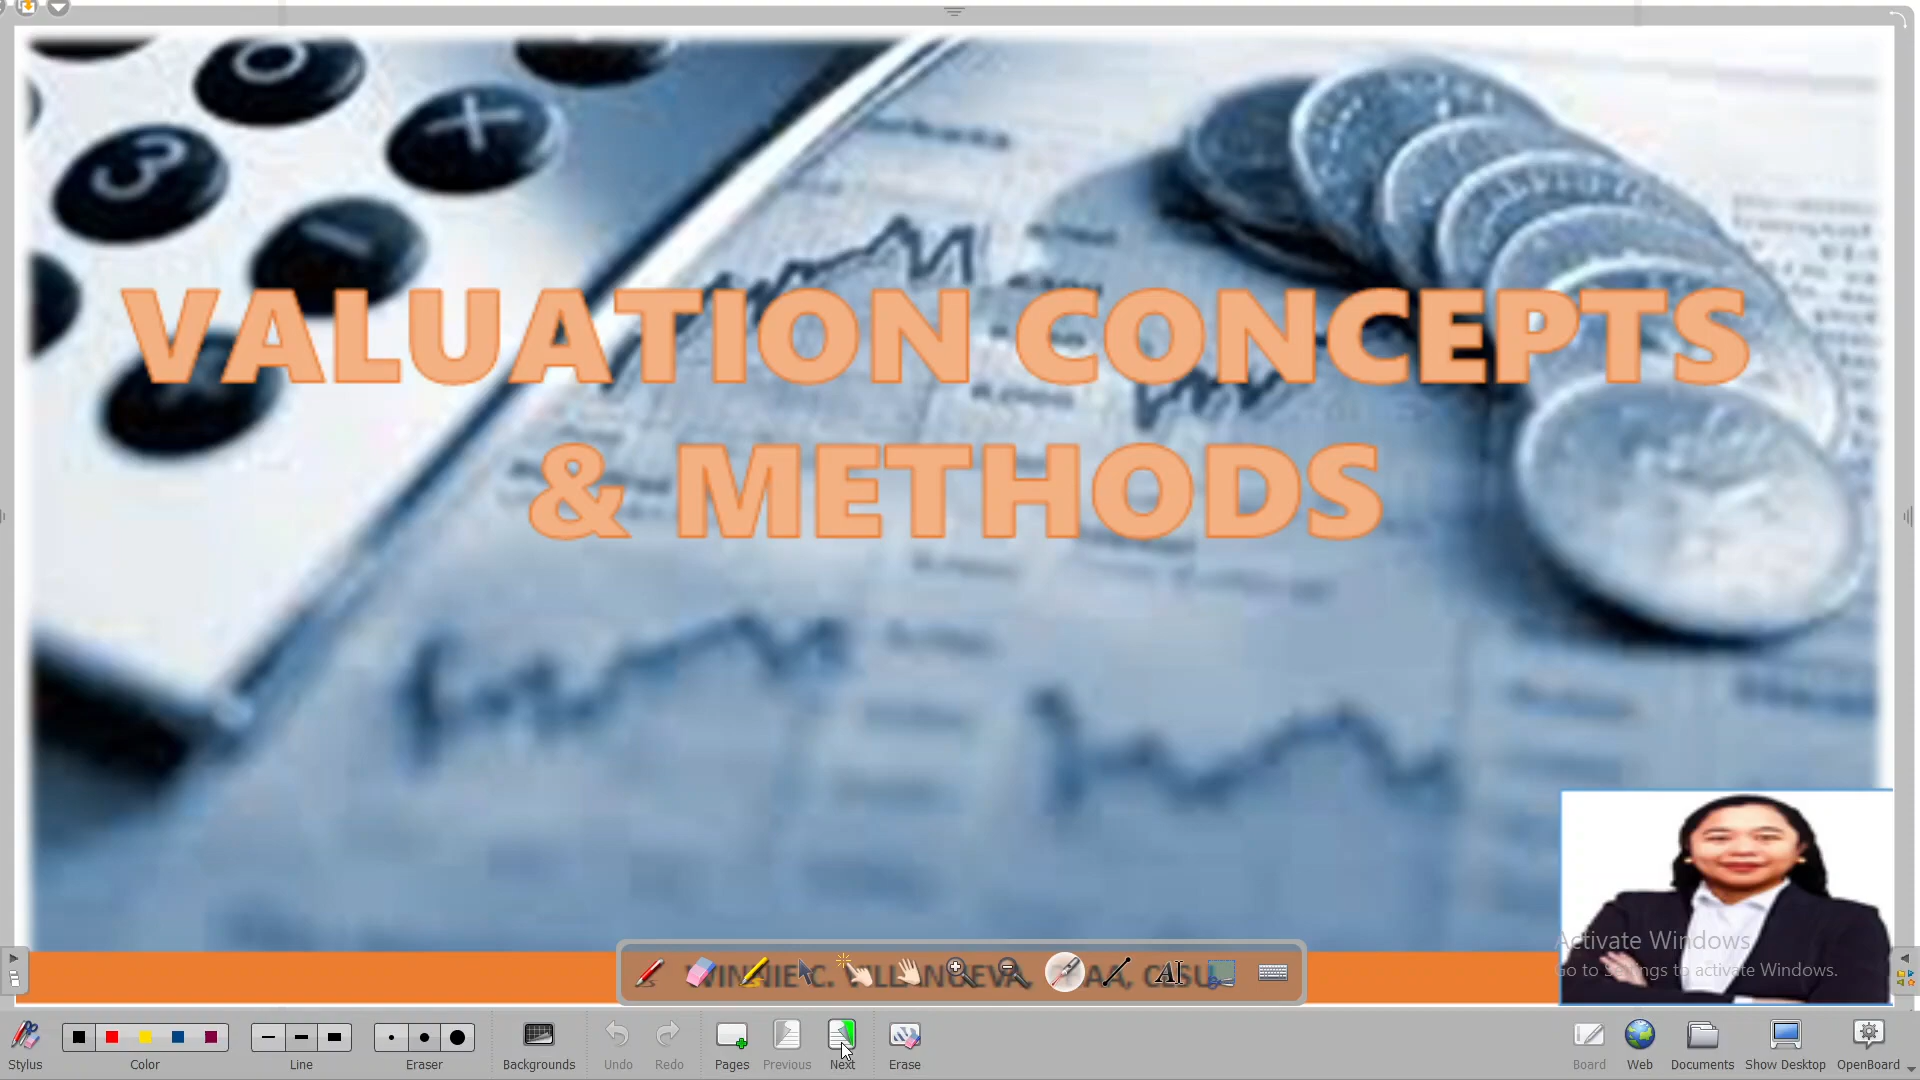 VALUATION CONCEPTS
& METHODS
Activate Windows
Go to Settings to activate Windows.
Stylus
Color
Line
Eraser
Backgrounds
Undo
Redo
Pages
Previous
Next
Erase
Board
Web
Documents
Show Desktop
OpenBoard